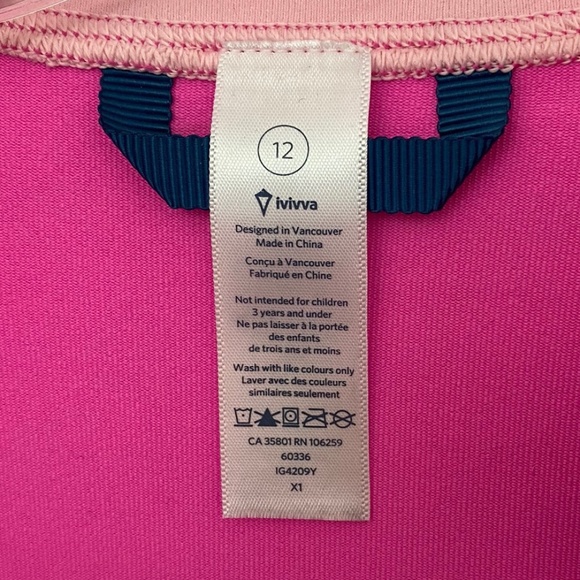 12
ivivva
Designed in Vancouver
Made in China
Conçu à Vancouver
Fabriqué en Chine
Not intended for children
3 years and under
Ne pas laisser à la portée
des enfants
de trois ans et moins
Wash with like colours only
Laver avec des couleurs
similaires seulement
CA 35801 RN 106259
60336
IG4209Y
X1